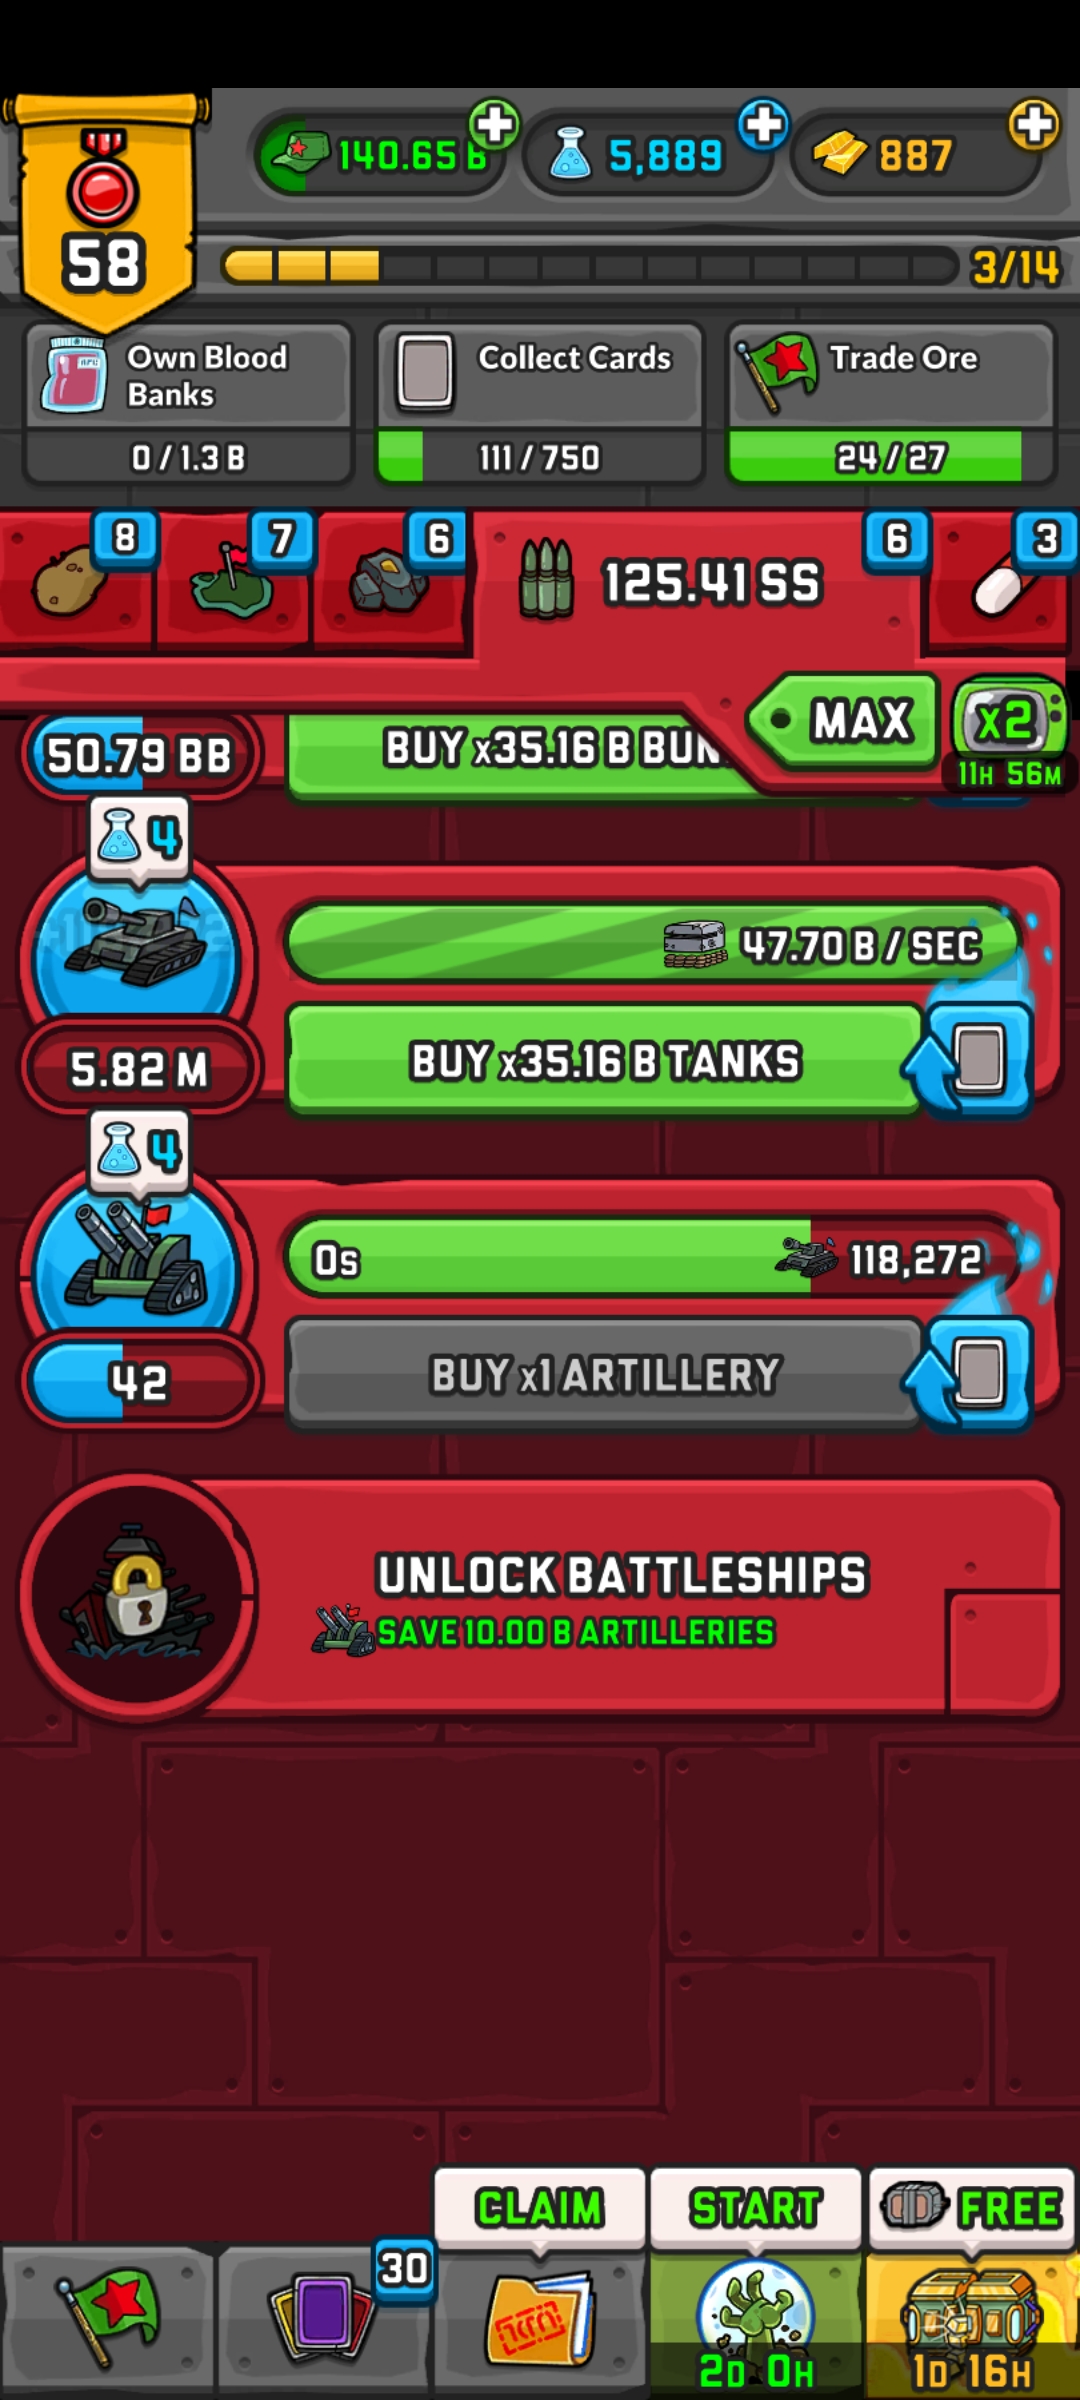 140.65 B
5,889
887
58
3/14
Own Blood
Banks
Collect Cards
Trade Ore
0 / 1.3 B
111 / 750
24 / 27
8
7
6
125.41 SS
6
3
MAX
x2
11H 56M
50.79 BB
BUY x35.16 B BUN
4
47.70 B / SEC
5.82 M
BUY x35.16 B TANKS
4
0s
118,272
42
BUY x1 ARTILLERY
UNLOCK BATTLESHIPS
SAVE 10.00 B ARTILLERIES
CLAIM
START
FREE
30
2D 0H
1D 16H